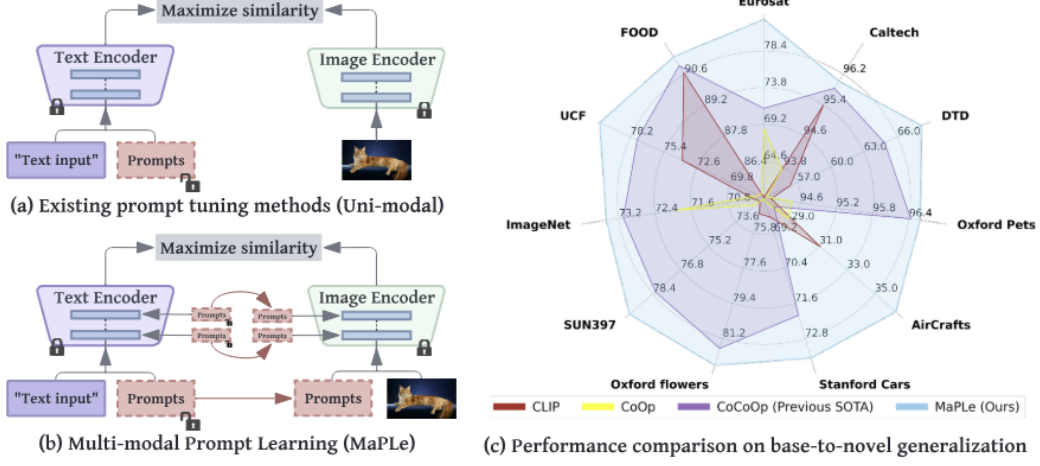 Maximize similarity
Text Encoder
Image Encoder
"Text input"
Prompts
(a) Existing prompt tuning methods (Uni-modal)
Maximize similarity
Text Encoder
Image Encoder
Prompts
Prompts
Prompts
Prompts
"Text input"
Prompts
Prompts
(b) Multi-modal Prompt Learning (MaPLe)
Eurosat
FOOD
Caltech
78.4
96.2
90.6
73.8
95.4
89.2
UCF
DTD
66.0
78.2
69.2
94.6
63.0
87.8
75.4
60.0
72.6
86.4
64.6
93.8
69.8
57.0
70.8
94.6
95.2
95.8
96.4
ImageNet
73.2
72.4
71.6
Oxford Pets
73.6
29.0
75.8
69.2
75.2
31.0
77.6
70.4
76.8
33.0
79.4
71.6
78.4
35.0
SUN397
AirCrafts
81.2
72.8
Oxford flowers
Stanford Cars
CLIP
CoOp
CoCoOp (Previous SOTA)
MaPLe (Ours)
(c) Performance comparison on base-to-novel generalization